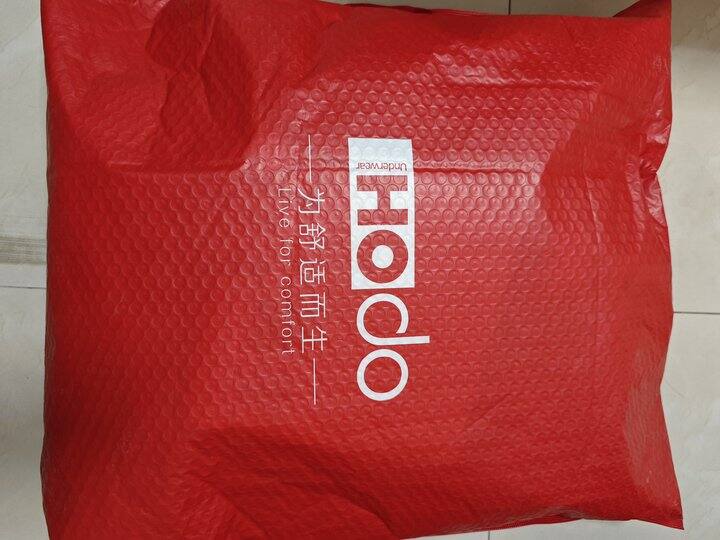 Underwear
Hodo
为舒适而生
Live for comfort